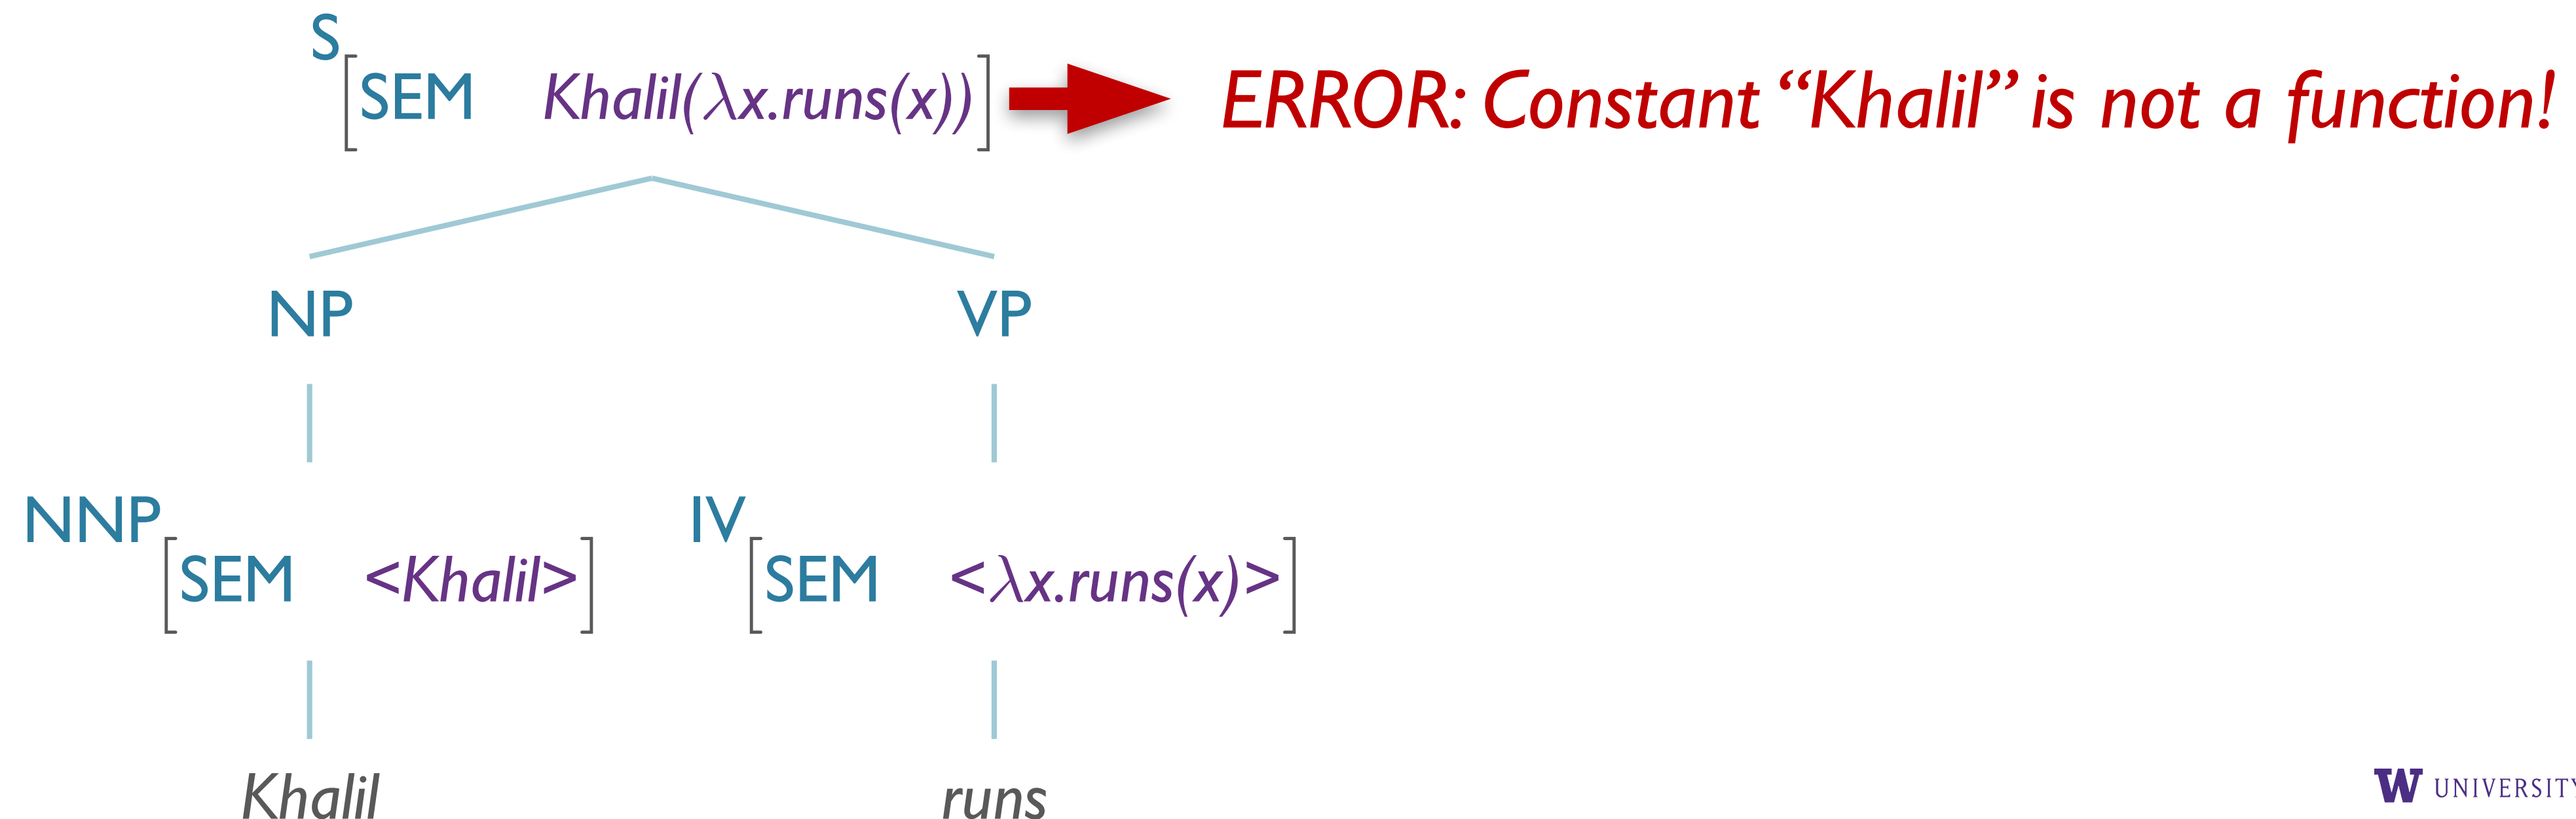 S
[SEM Khalil(λx.runs(x))]
ERROR: Constant “Khalil” is not a function!
NP VP
NNP IV
[SEM <Khalil>] [SEM <λx.runs(x)>]
Khalil runs
W UNIVERSITY